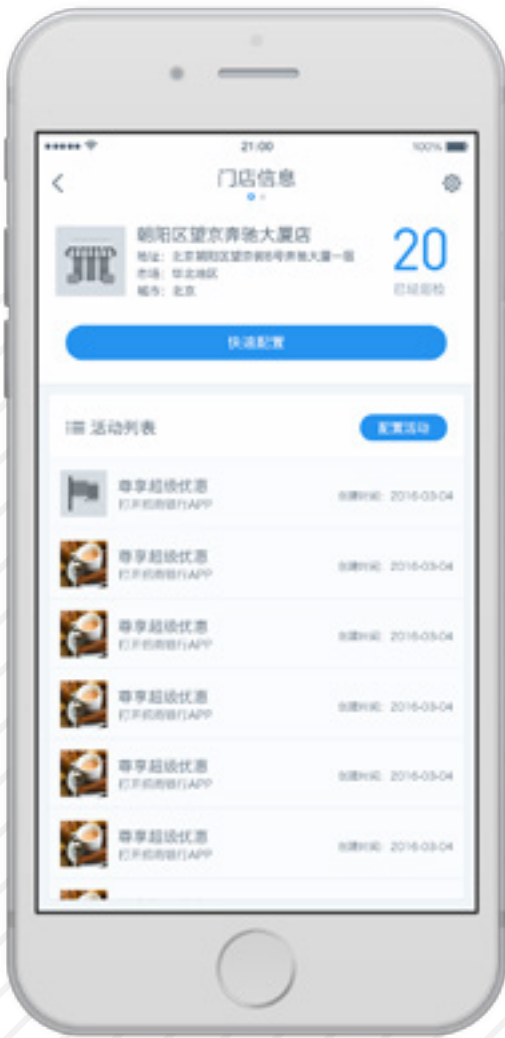 21:00
100%
门店信息
朝阳区望京奔驰大厦店
地址：北京朝阳区望京街8号奔驰大厦一层
市场：华北地区
城市：北京
20
已经巡检
快速配置
活动列表
配置活动
尊享超级优惠
打开招商银行APP
创建时间：2016-03-04
尊享超级优惠
打开招商银行APP
创建时间：2016-03-04
尊享超级优惠
打开招商银行APP
创建时间：2016-03-04
尊享超级优惠
打开招商银行APP
创建时间：2016-03-04
尊享超级优惠
打开招商银行APP
创建时间：2016-03-04
尊享超级优惠
打开招商银行APP
创建时间：2016-03-04